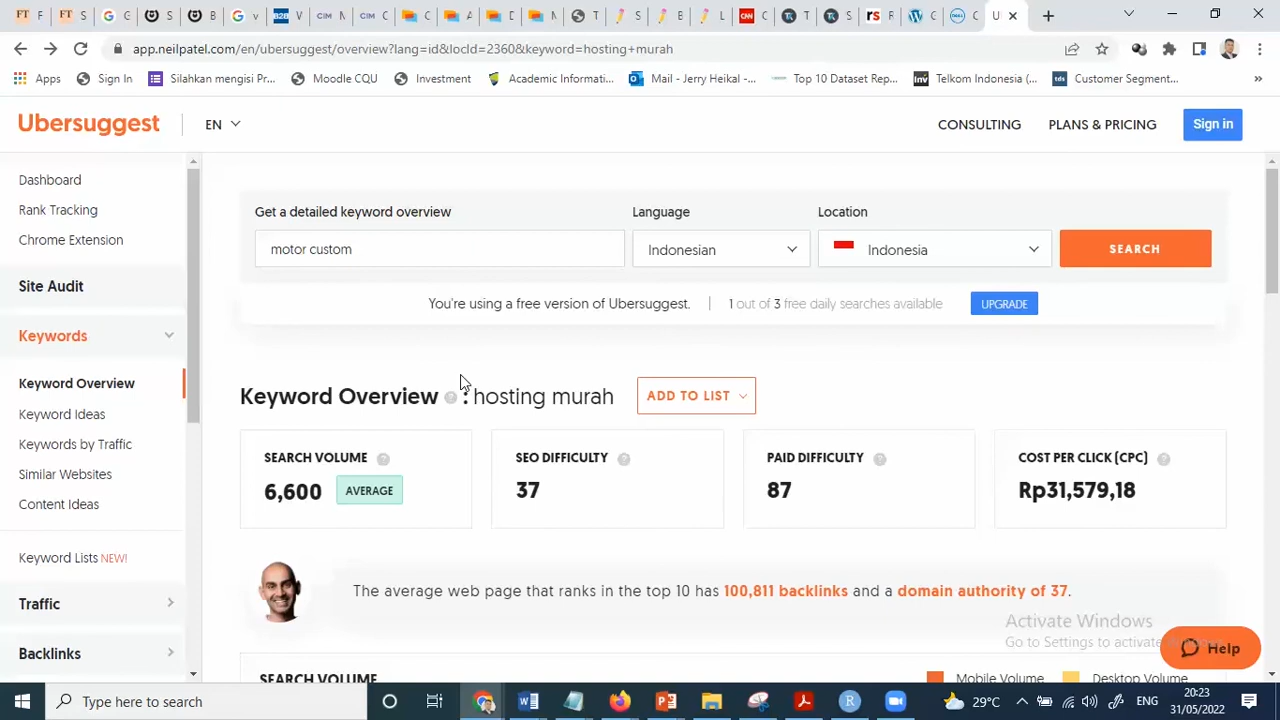 app.neilpatel.com/en/ubersuggest/overview?lang=id&locId=2360&keyword=hosting+murah
Apps Sign In Silahkan mengisi Pr... Moodle CQU Investment Academic Informati... Mail - Jerry Heikal -... Top 10 Dataset Rep... Telkom Indonesia (... Customer Segment... »
Ubersuggest EN CONSULTING PLANS & PRICING Sign in
Dashboard
Rank Tracking
Chrome Extension
Site Audit
Keywords
Keyword Overview
Keyword Ideas
Keywords by Traffic
Similar Websites
Content Ideas
Keyword Lists NEW!
Traffic
Backlinks
Get a detailed keyword overview Language Location
motor custom Indonesian Indonesia SEARCH
You're using a free version of Ubersuggest. | 1 out of 3 free daily searches available UPGRADE
Keyword Overview ? : hosting murah ADD TO LIST
SEARCH VOLUME ? SEO DIFFICULTY ? PAID DIFFICULTY ? COST PER CLICK (CPC) ?
6,600 AVERAGE 37 87 Rp31,579,18
The average web page that ranks in the top 10 has 100,811 backlinks and a domain authority of 37.
Activate Windows
Go to Settings to activate
Help
SEARCH VOLUME Mobile Volume Desktop Volume
Type here to search 29°C ENG 20:23
31/05/2022